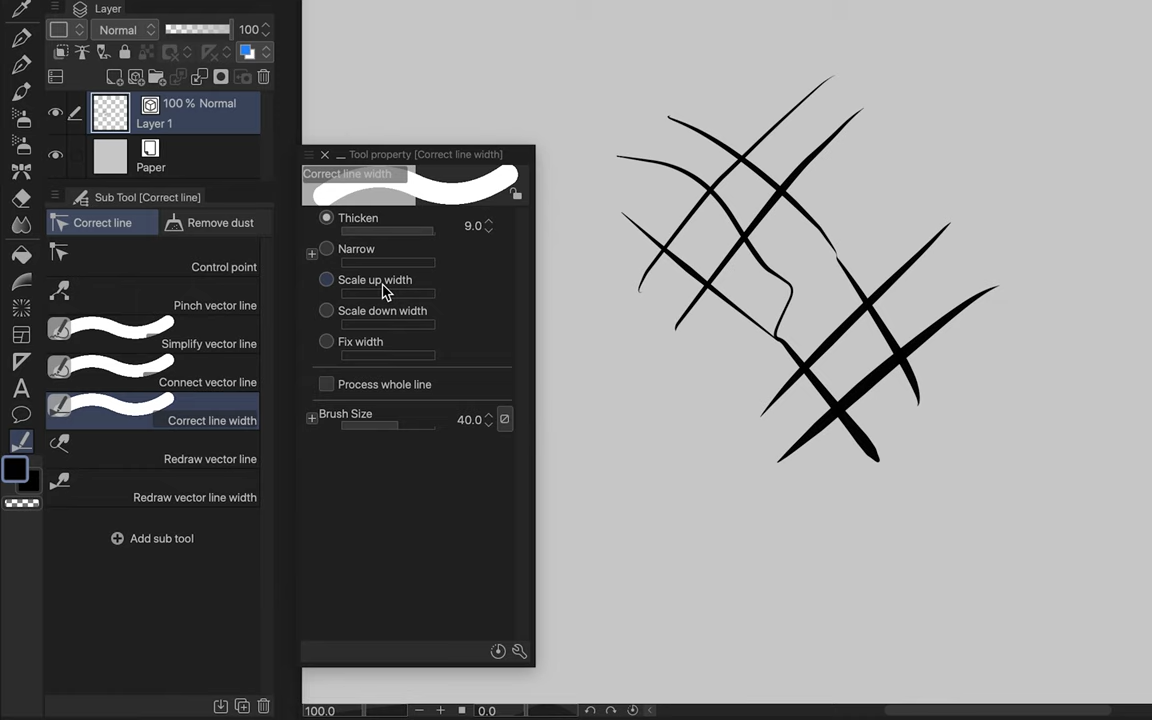 Layer
Normal 100
100 % Normal
Layer 1
Paper
Sub Tool [Correct line]
Correct line Remove dust
Control point
Pinch vector line
Simplify vector line
Connect vector line
Correct line width
Redraw vector line
Redraw vector line width
Add sub tool
A
Tool property [Correct line width]
Correct line width
Thicken 9.0
Narrow
Scale up width
Scale down width
Fix width
Process whole line
Brush Size 40.0
100.0 0.0